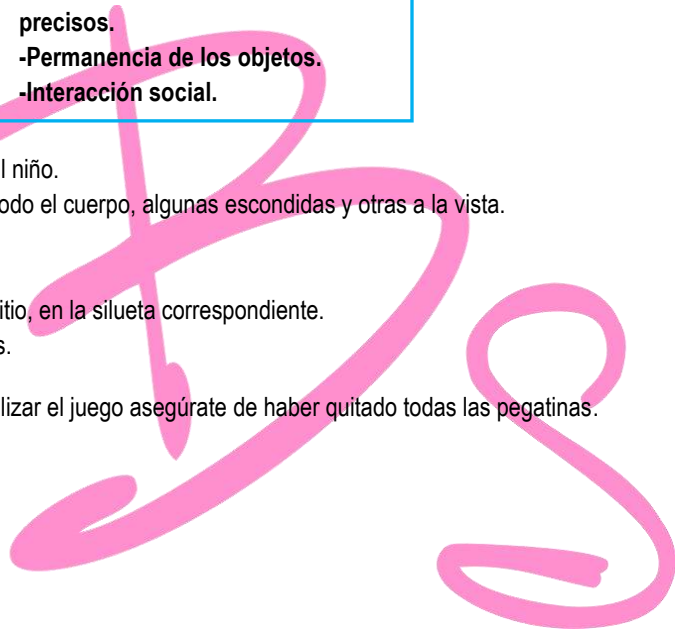 precisos.
-Permanencia de los objetos.
-Interacción social.
l niño.
odo el cuerpo, algunas escondidas y otras a la vista.
itio, en la silueta correspondiente.
s.
lizar el juego asegúrate de haber quitado todas las pegatinas.
BS